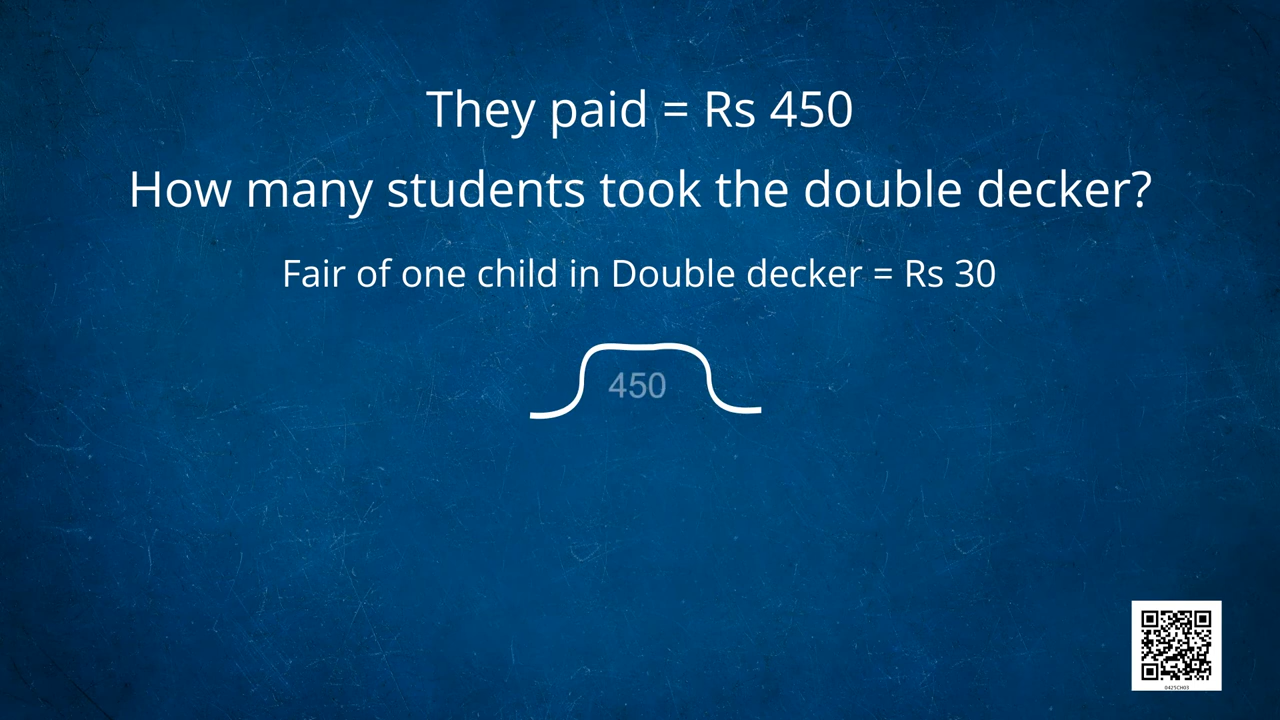 They paid = Rs 450
How many students took the double decker?
Fair of one child in Double decker = Rs 30
450
0425CH03